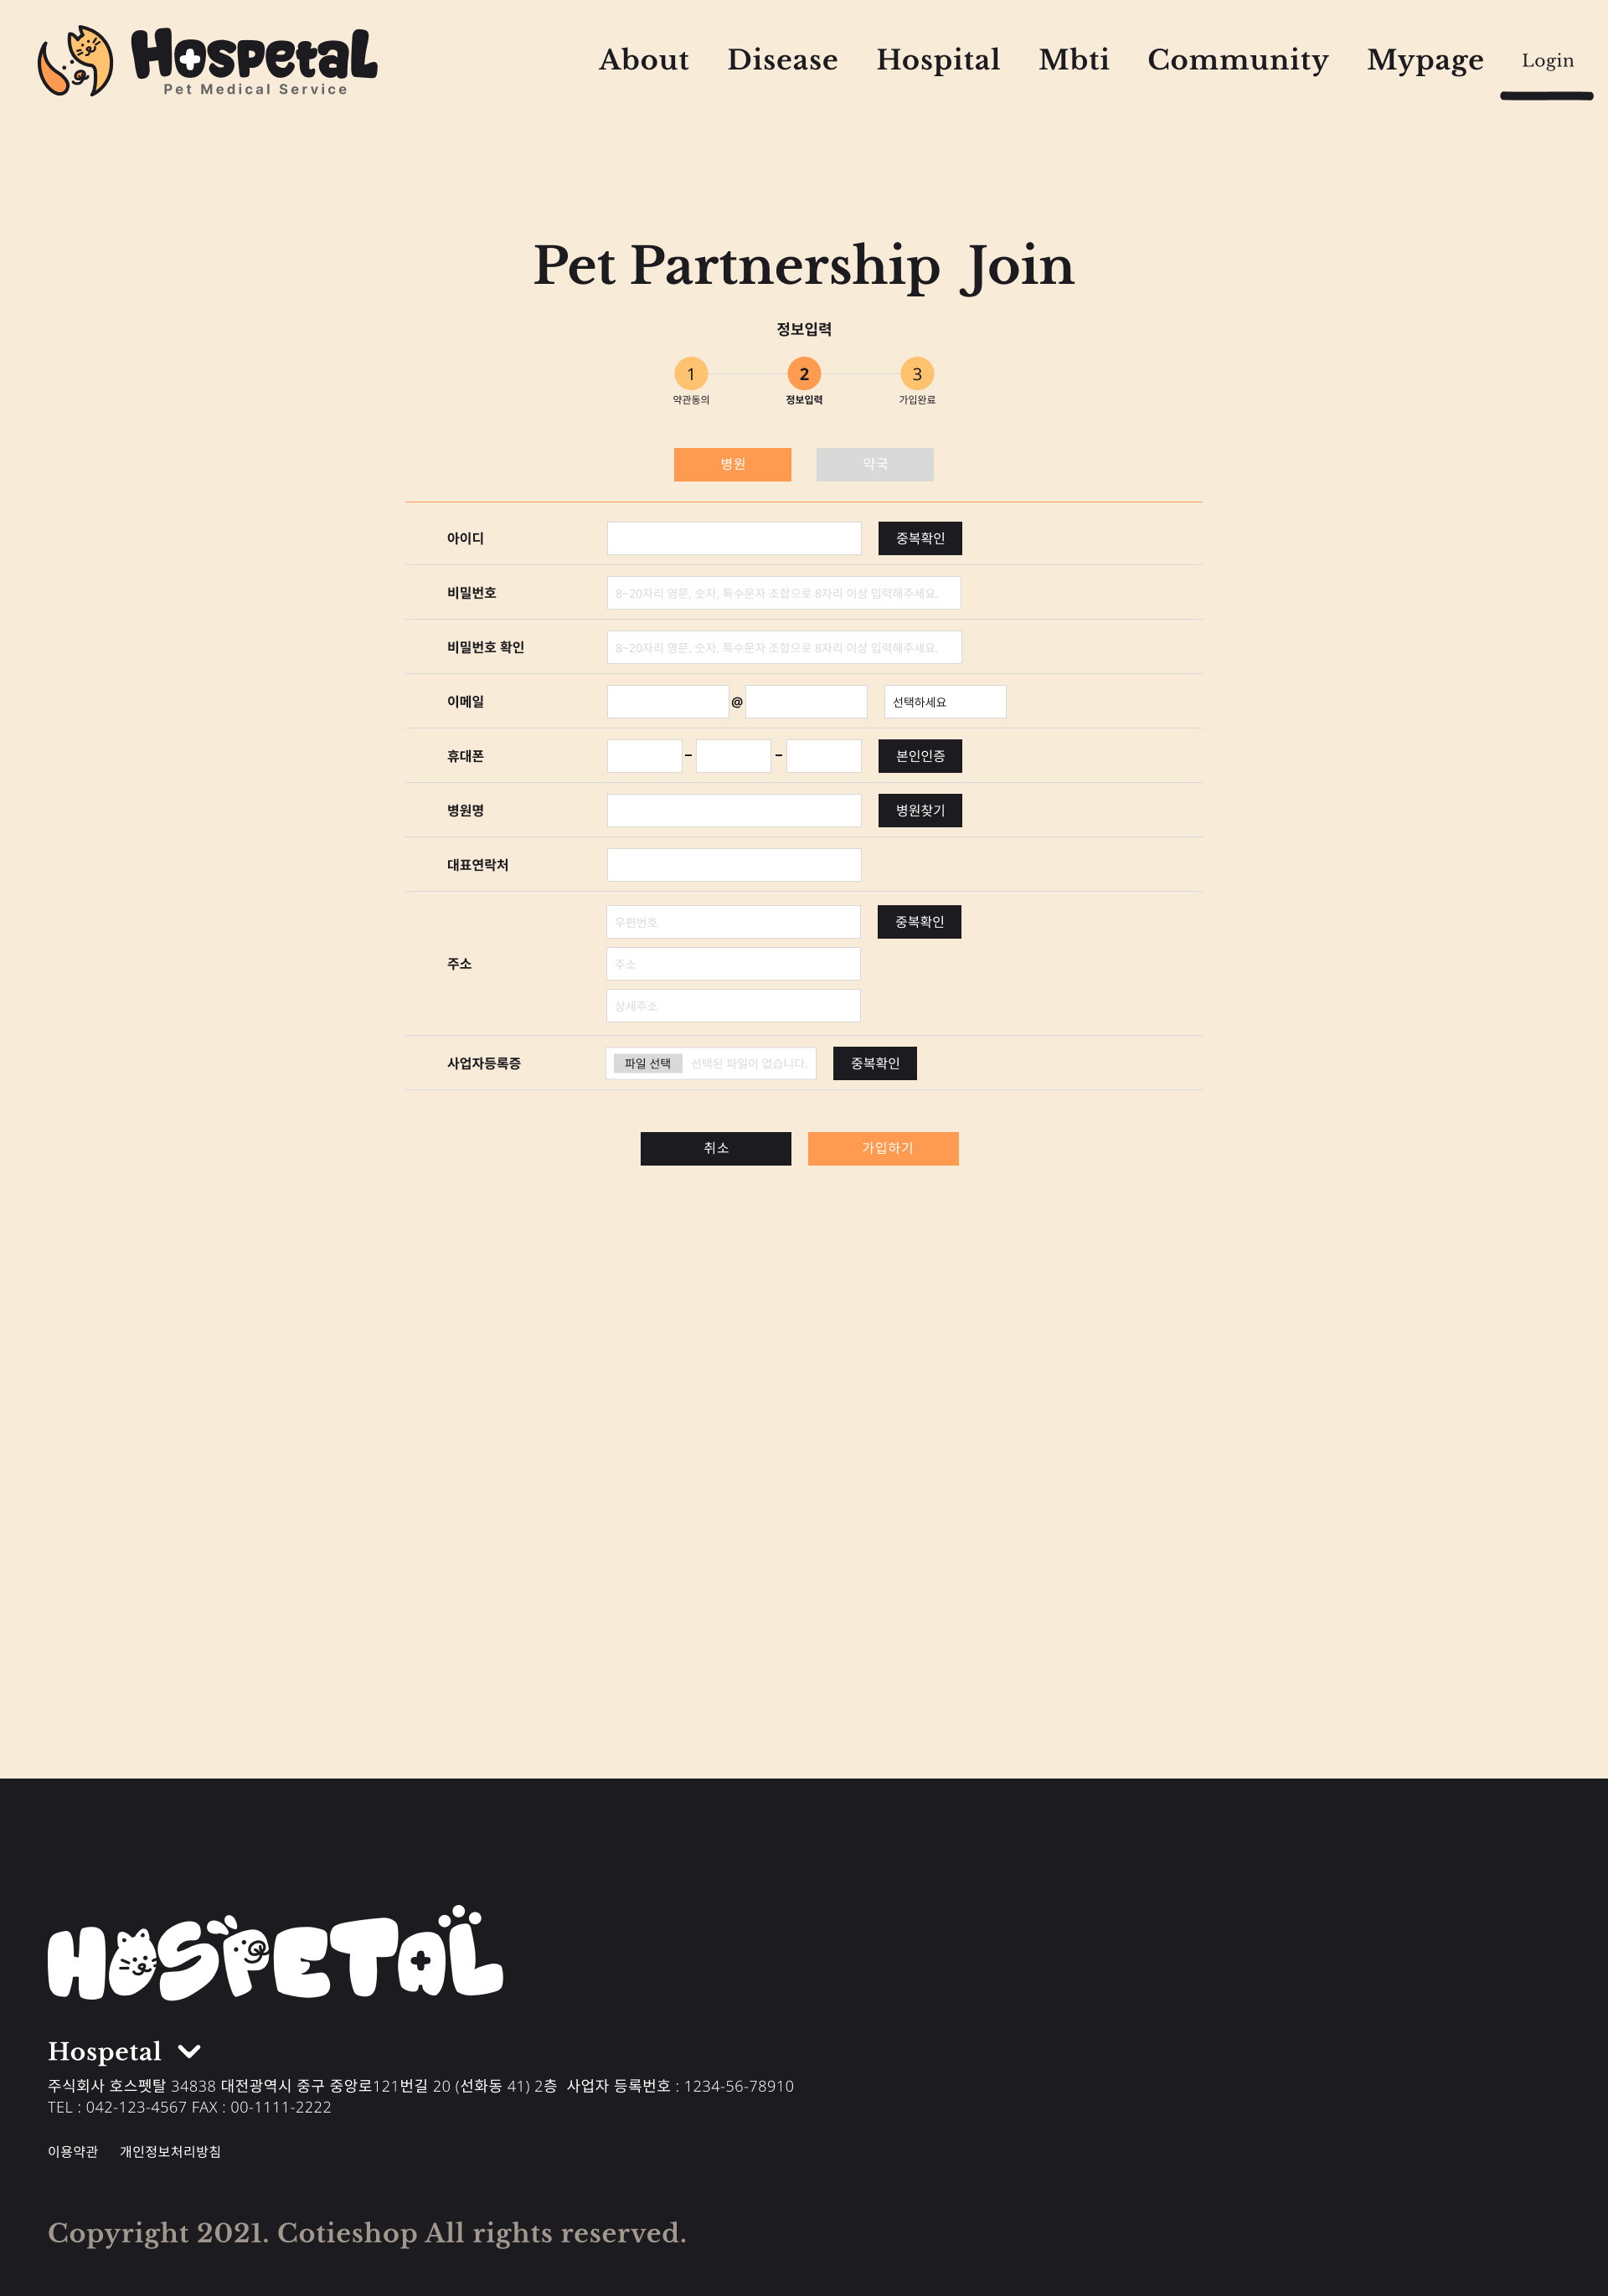 HospetaL
Pet Medical Service
About Disease Hospital Mbti Community Mypage Login
Pet Partnership Join
정보입력
1 2 3
약관동의 정보입력 가입완료
병원 약국
아이디 중복확인
비밀번호 8~20자리 영문, 숫자, 특수문자 조합으로 8자리 이상 입력해주세요.
비밀번호 확인 8~20자리 영문, 숫자, 특수문자 조합으로 8자리 이상 입력해주세요.
이메일 @ 선택하세요
휴대폰 - - 본인인증
병원명 병원찾기
대표연락처
우편번호 중복확인
주소 주소
상세주소
사업자등록증 파일 선택 선택된 파일이 없습니다. 중복확인
취소 가입하기
HOSPETAL
Hospetal
주식회사 호스펫탈 34838 대전광역시 중구 중앙로121번길 20 (선화동 41) 2층 사업자 등록번호 : 1234-56-78910
TEL : 042-123-4567 FAX : 00-1111-2222
이용약관 개인정보처리방침
Copyright 2021. Cotieshop All rights reserved.